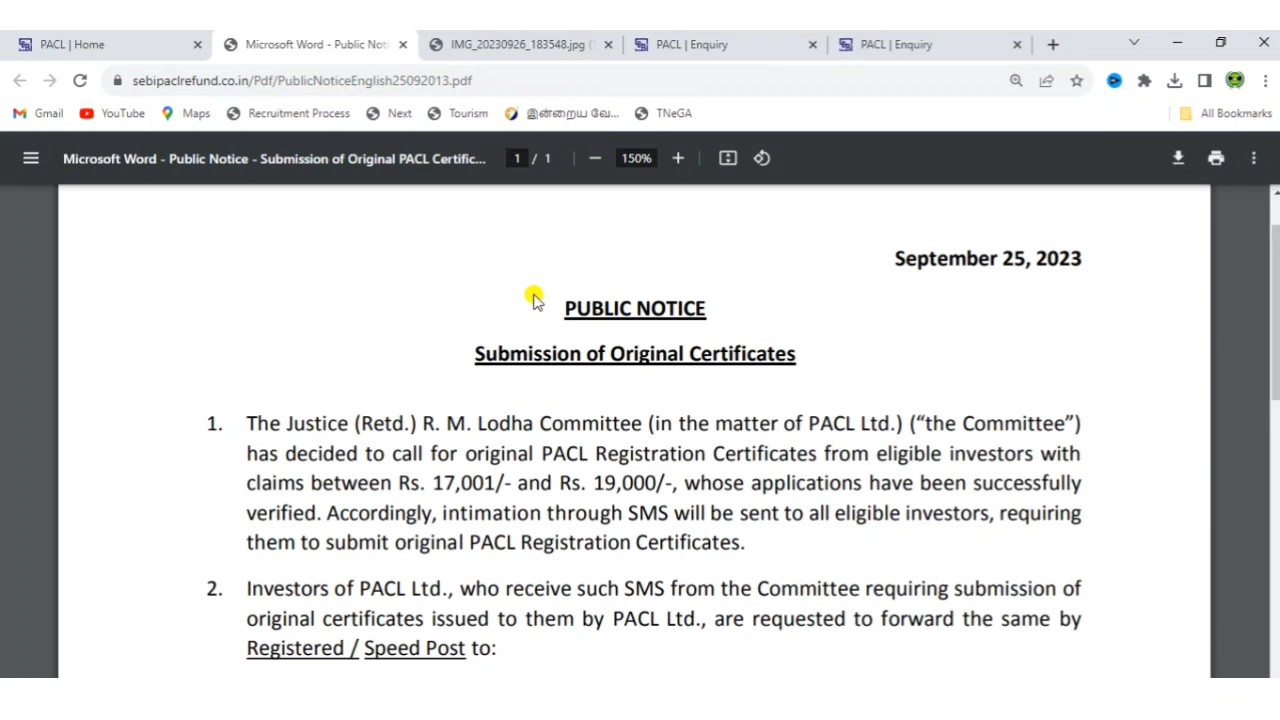 PACL | Home
Microsoft Word - Public Not
IMG_20230926_183548.jpg (
PACL | Enquiry
PACL | Enquiry
sebipaclrefund.co.in/Pdf/PublicNoticeEnglish25092013.pdf
Gmail YouTube Maps Recruitment Process Next Tourism இன்றைய வே... TNeGA All Bookmarks
Microsoft Word - Public Notice - Submission of Original PACL Certific... 1 / 1 150%
September 25, 2023
PUBLIC NOTICE
Submission of Original Certificates
1. The Justice (Retd.) R. M. Lodha Committee (in the matter of PACL Ltd.) (“the Committee”)
has decided to call for original PACL Registration Certificates from eligible investors with
claims between Rs. 17,001/- and Rs. 19,000/-, whose applications have been successfully
verified. Accordingly, intimation through SMS will be sent to all eligible investors, requiring
them to submit original PACL Registration Certificates.
2. Investors of PACL Ltd., who receive such SMS from the Committee requiring submission of
original certificates issued to them by PACL Ltd., are requested to forward the same by
Registered / Speed Post to: